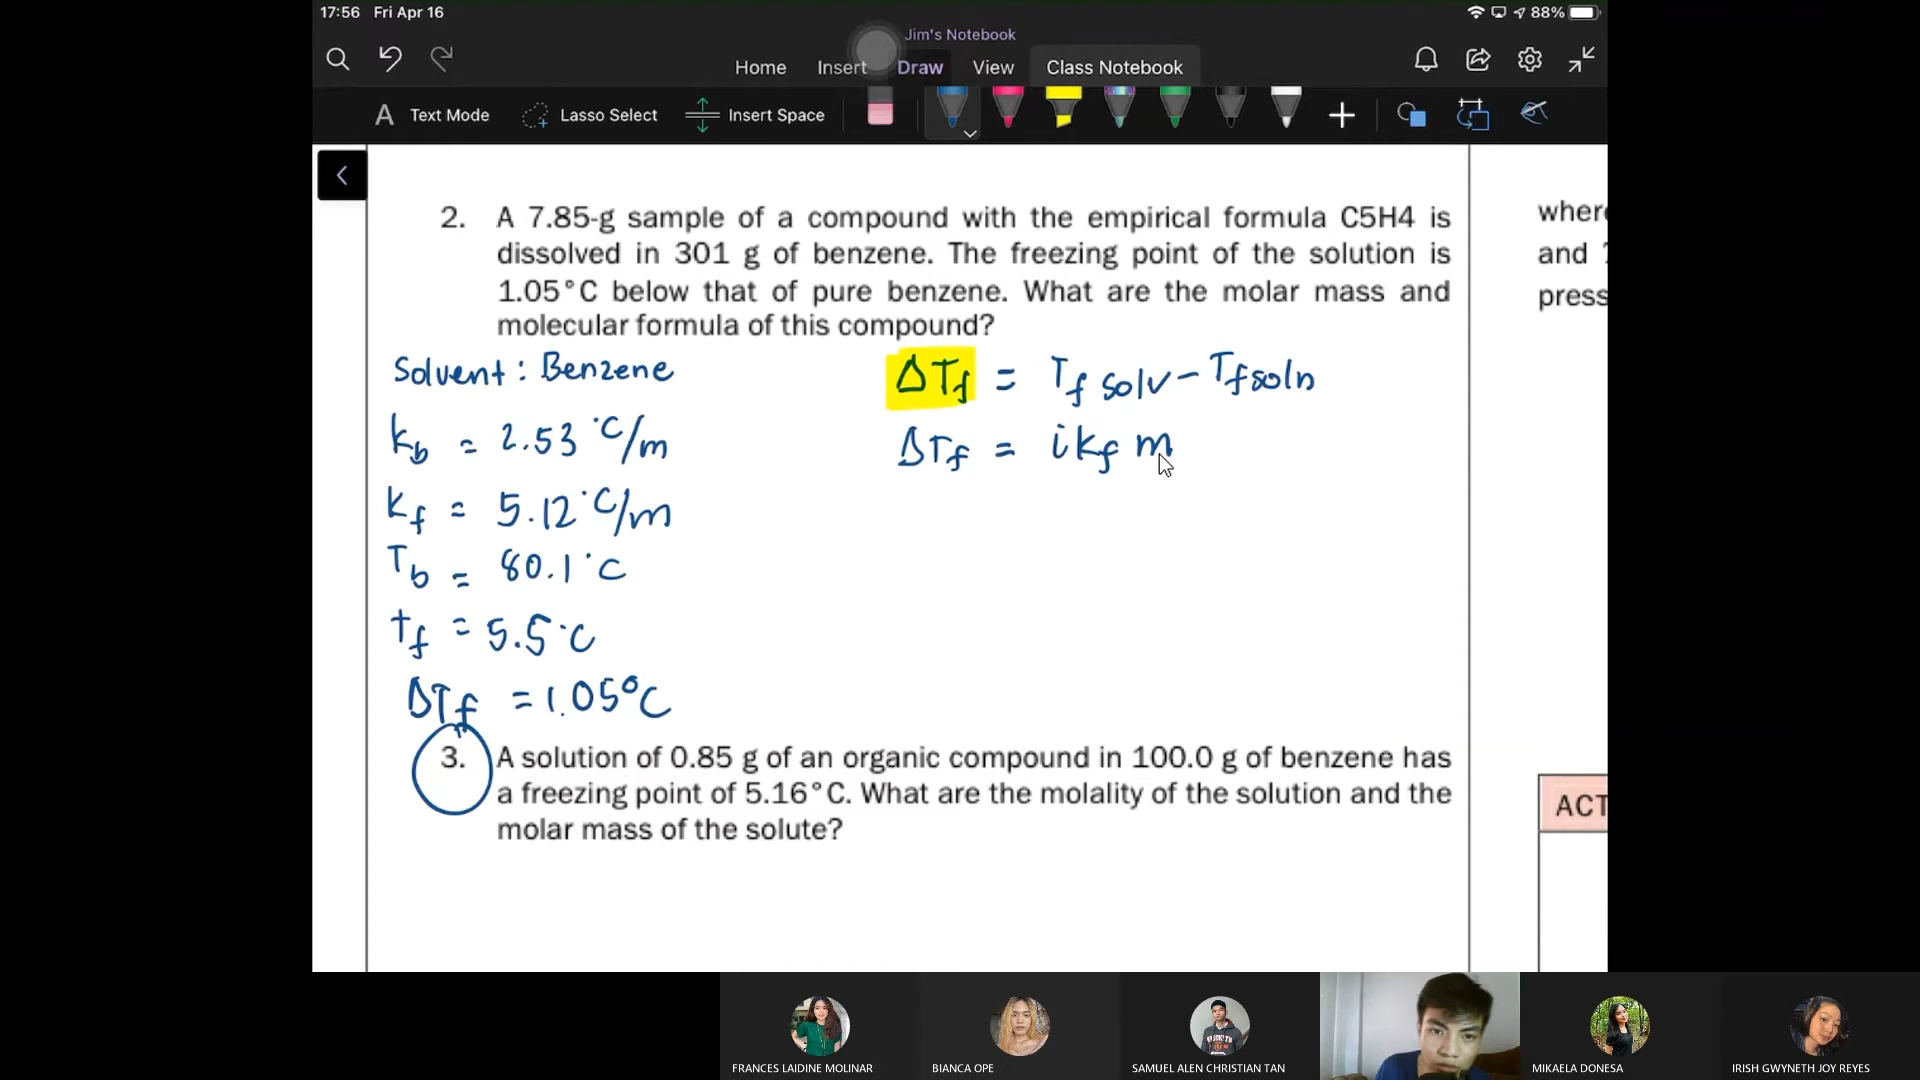 17:56 Fri Apr 16
88%
Jim's Notebook
Home Insert Draw View Class Notebook
A Text Mode Lasso Select Insert Space
2. A 7.85-g sample of a compound with the empirical formula C5H4 is
dissolved in 301 g of benzene. The freezing point of the solution is
1.05°C below that of pure benzene. What are the molar mass and
molecular formula of this compound?
Solvent: Benzene
Kb = 2.53 °C/m
Kf = 5.12 °C/m
Tb = 80.1 °C
tf = 5.5 °C
ΔTf = 1.05°C
ΔTf = Tf solv - Tf soln
ΔTf = i Kf m
3. A solution of 0.85 g of an organic compound in 100.0 g of benzene has
a freezing point of 5.16°C. What are the molality of the solution and the
molar mass of the solute?
and
press
ACT
FRANCES LAIDINE MOLINAR
BIANCA OPE
SAMUEL ALEN CHRISTIAN TAN
MIKAELA DONESA
IRISH GWYNETH JOY REYES